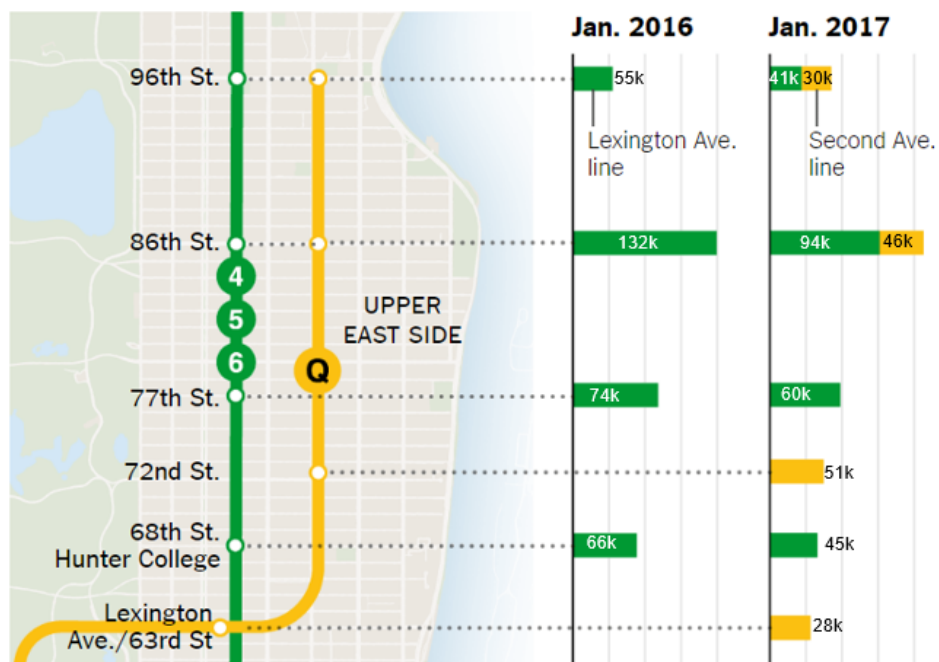 Jan. 2016
Jan. 2017
96th St.
55k
41k
30k
Lexington Ave.
line
Second Ave.
line
86th St.
132k
94k
46k
4
5
6
UPPER
EAST SIDE
Q
77th St.
74k
60k
72nd St.
51k
68th St.
Hunter College
66k
45k
Lexington
Ave./63rd St
28k